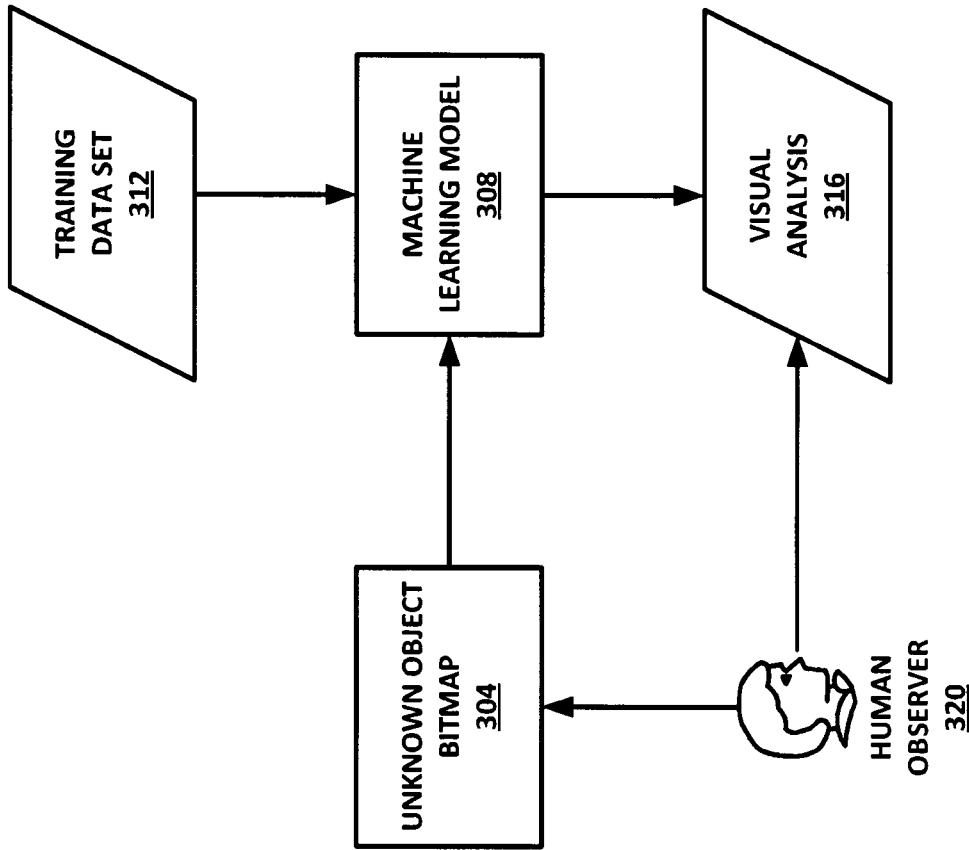 TRAINING
DATA SET
312
MACHINE
LEARNING MODEL
308
UNKNOWN OBJECT
BITMAP
304
VISUAL
ANALYSIS
316
HUMAN
OBSERVER
320